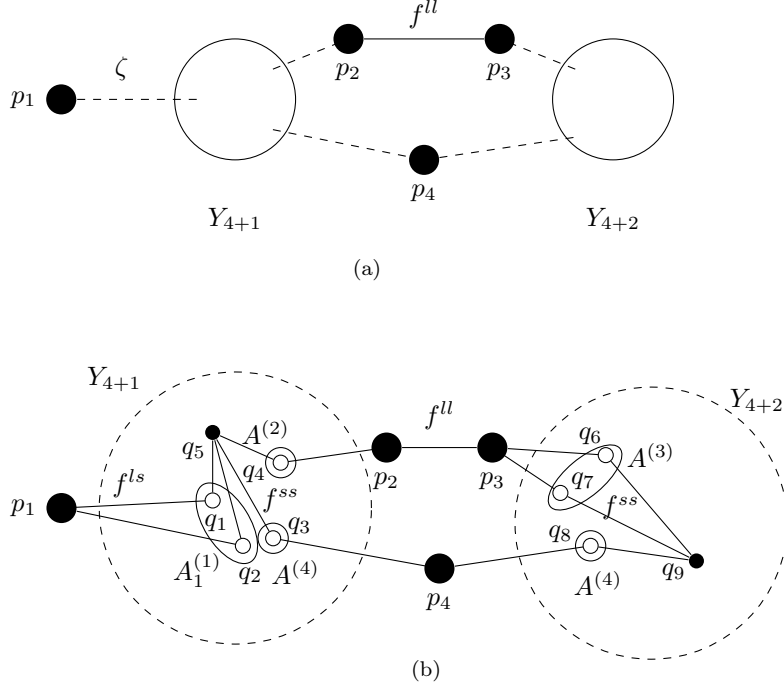 f^{ll}
ζ
p_1
p_2
p_3
p_4
Y_{4+1}
Y_{4+2}
(a)
Y_{4+1}
Y_{4+2}
f^{ll}
q_5
A^{(2)}
q_6
A^{(3)}
q_4
p_2
p_3
q_7
f^{ls}
f^{ss}
f^{ss}
p_1
q_1
q_3
q_8
A_1^{(1)}
q_2
A^{(4)}
A^{(4)}
q_9
p_4
(b)